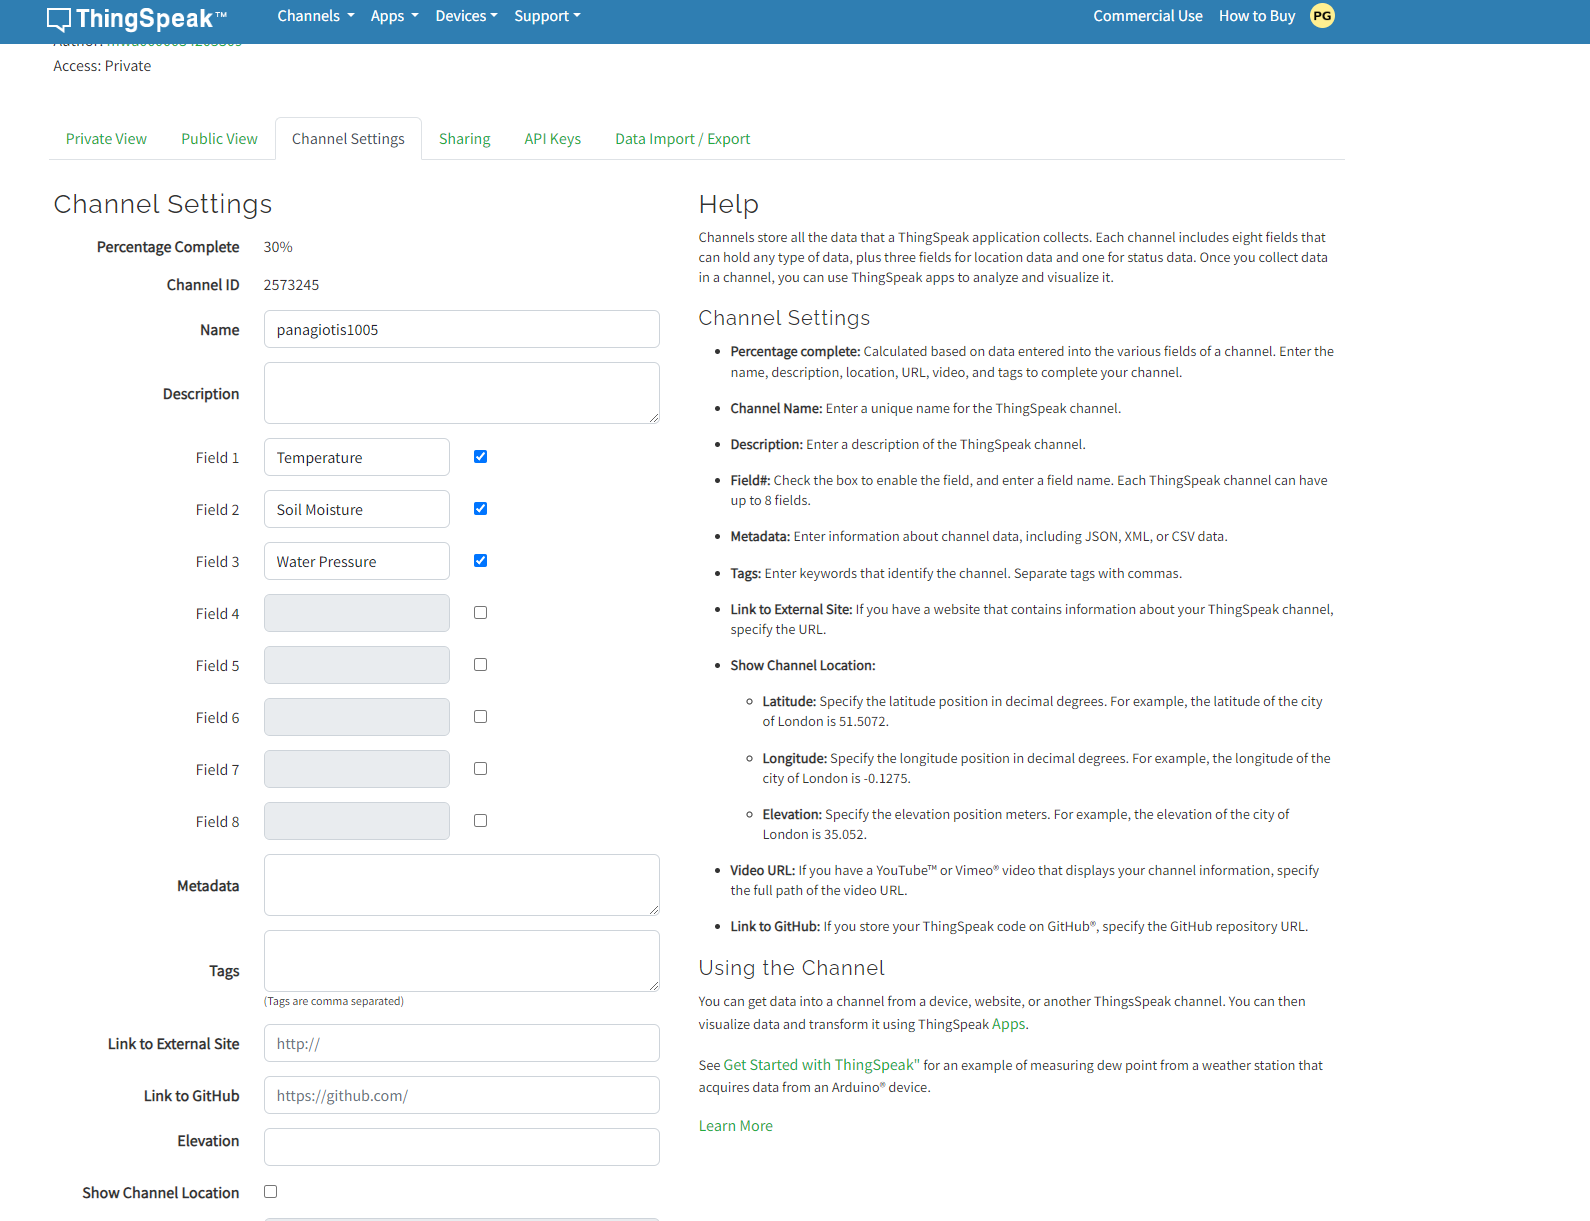 ThingSpeak™
Channels
Apps
Devices
Support
Commercial Use
How to Buy
PG
Access: Private
Private View
Public View
Channel Settings
Sharing
API Keys
Data Import / Export
Channel Settings
Percentage Complete 30%
Channel ID 2573245
Name panagiotis1005
Description
Field 1 Temperature
Field 2 Soil Moisture
Field 3 Water Pressure
Field 4
Field 5
Field 6
Field 7
Field 8
Metadata
Tags
(Tags are comma separated)
Link to External Site http://
Link to GitHub https://github.com/
Elevation
Show Channel Location
Help
Channels store all the data that a ThingSpeak application collects. Each channel includes eight fields that
can hold any type of data, plus three fields for location data and one for status data. Once you collect data
in a channel, you can use ThingSpeak apps to analyze and visualize it.
Channel Settings
• Percentage complete: Calculated based on data entered into the various fields of a channel. Enter the
name, description, location, URL, video, and tags to complete your channel.
• Channel Name: Enter a unique name for the ThingSpeak channel.
• Description: Enter a description of the ThingSpeak channel.
• Field#: Check the box to enable the field, and enter a field name. Each ThingSpeak channel can have
up to 8 fields.
• Metadata: Enter information about channel data, including JSON, XML, or CSV data.
• Tags: Enter keywords that identify the channel. Separate tags with commas.
• Link to External Site: If you have a website that contains information about your ThingSpeak channel,
specify the URL.
• Show Channel Location:
◦ Latitude: Specify the latitude position in decimal degrees. For example, the latitude of the city
of London is 51.5072.
◦ Longitude: Specify the longitude position in decimal degrees. For example, the longitude of the
city of London is -0.1275.
◦ Elevation: Specify the elevation position meters. For example, the elevation of the city of
London is 35.052.
• Video URL: If you have a YouTube™ or Vimeo® video that displays your channel information, specify
the full path of the video URL.
• Link to GitHub: If you store your ThingSpeak code on GitHub®, specify the GitHub repository URL.
Using the Channel
You can get data into a channel from a device, website, or another ThingsSpeak channel. You can then
visualize data and transform it using ThingSpeak Apps.
See Get Started with ThingSpeak" for an example of measuring dew point from a weather station that
acquires data from an Arduino® device.
Learn More